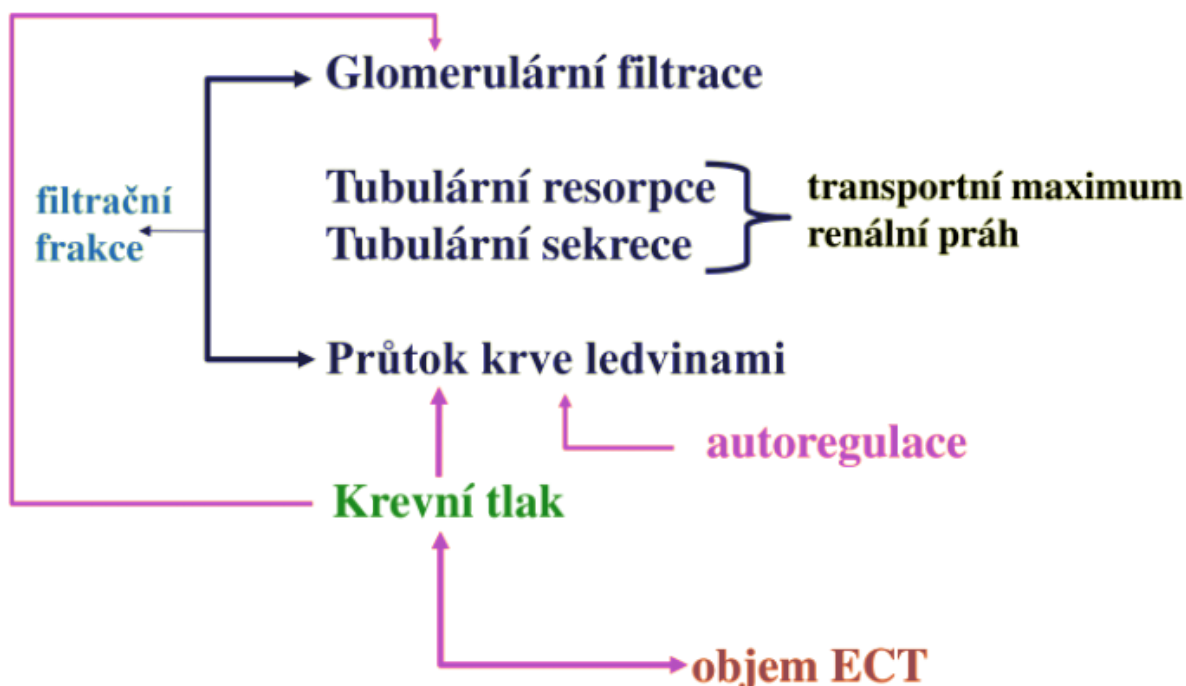 Glomerulární filtrace
filtrační
frakce
Tubulární resorpce
Tubulární sekrece
transportní maximum
renální práh
Průtok krve ledvinami
autoregulace
Krevní tlak
objem ECT